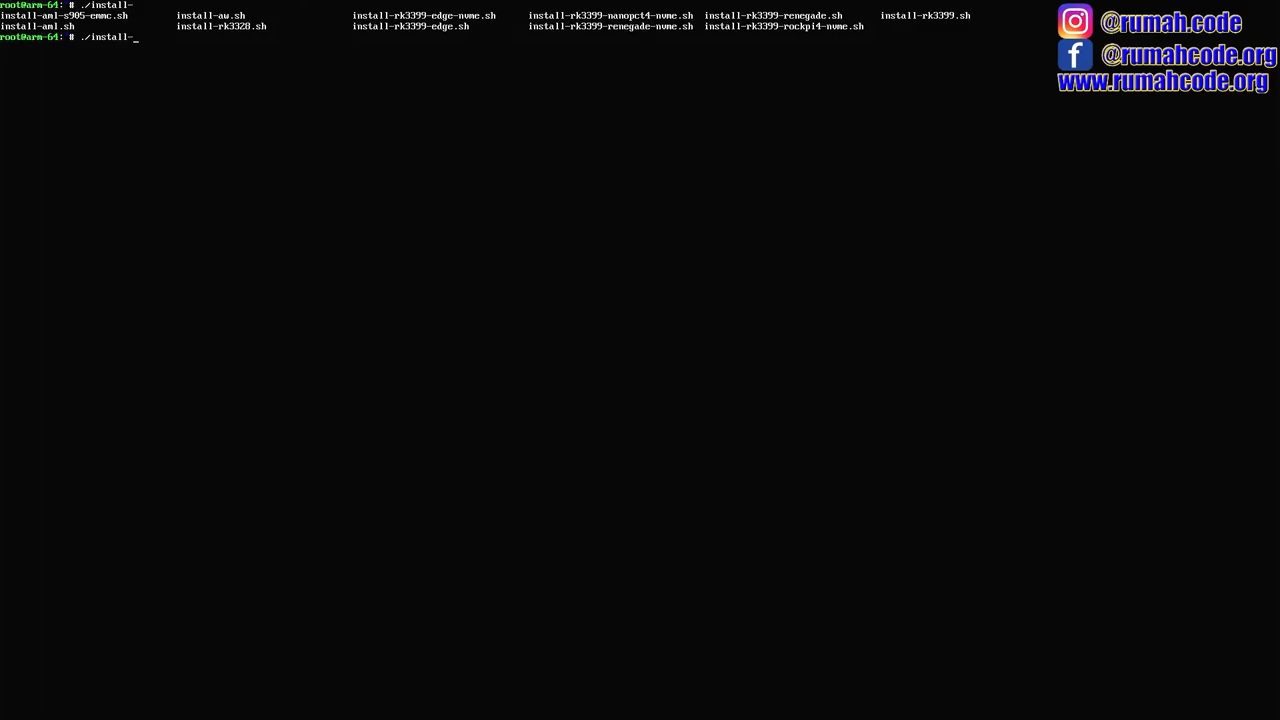 root@arm-64:~# ./install-
install-aml-s905-emmc.sh install-aw.sh install-rk3399-edge-nvme.sh install-rk3399-nanopct4-nvme.sh install-rk3399-renegade.sh install-rk3399.sh
install-aml.sh install-rk3328.sh install-rk3399-edge.sh install-rk3399-renegade-nvme.sh install-rk3399-rockpi4-nvme.sh
root@arm-64:~# ./install-_
@rumah.code
@rumahcode.org
www.rumahcode.org